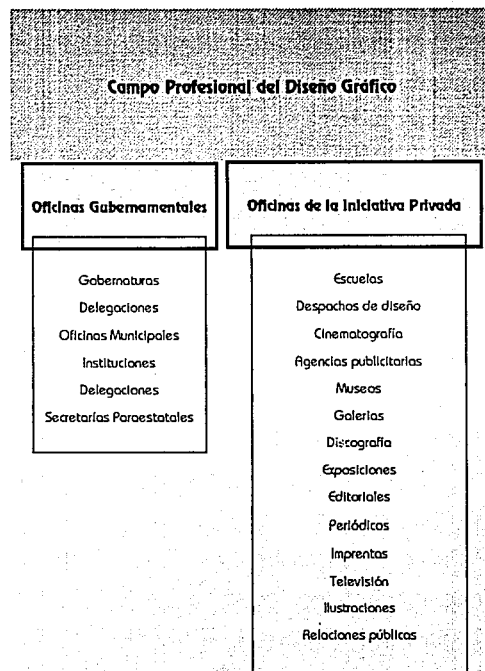 Campo Profesional del Diseño Gráfico
Oficinas Gubernamentales
Gobernaturas
Delegaciones
Oficinas Municipales
Instituciones
Delegaciones
Secretarías Paraestatales
Oficinas de la Iniciativa Privada
Escuelas
Despachos de diseño
Cinematografía
Agencias publicitarias
Museos
Galerías
Discografía
Exposiciones
Editoriales
Periódicos
Imprentas
Televisión
Ilustraciones
Relaciones públicas